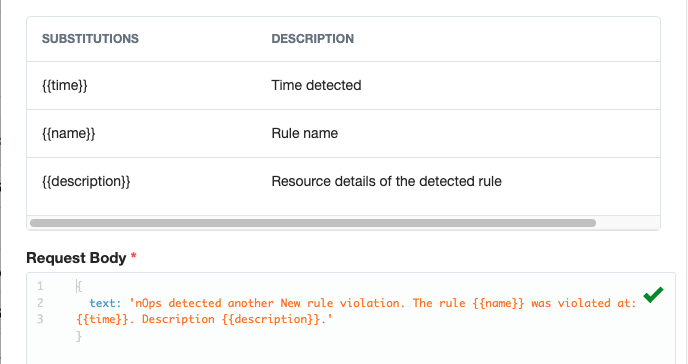 SUBSTITUTIONS DESCRIPTION
{{time}} Time detected
{{name}} Rule name
{{description}} Resource details of the detected rule
Request Body *
1 {
2 text: 'nOps detected another New rule violation. The rule {{name}} was violated at:
3 {{time}}. Description {{description}}.'
}